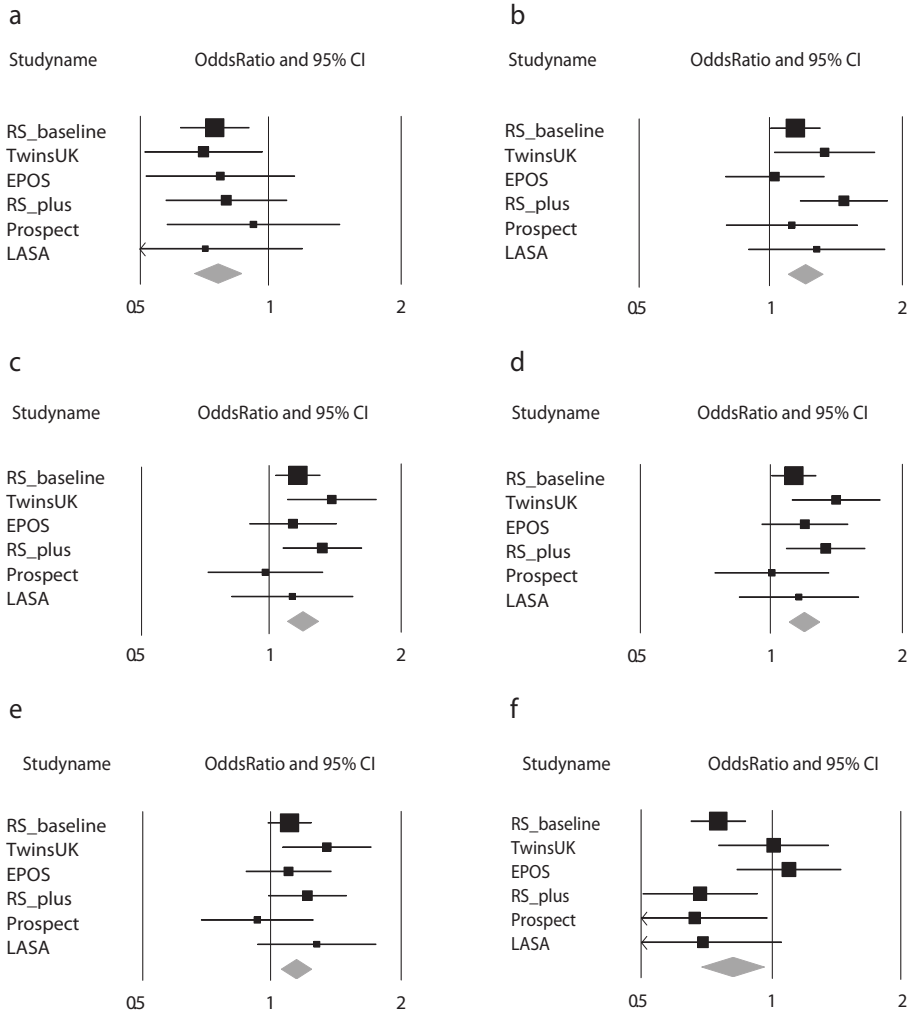 a
Studyname OddsRatio and 95% CI
RS_baseline
TwinsUK
EPOS
RS_plus
Prospect
LASA
0.5 1 2
b
Studyname OddsRatio and 95% CI
RS_baseline
TwinsUK
EPOS
RS_plus
Prospect
LASA
0.5 1 2
c
Studyname OddsRatio and 95% CI
RS_baseline
TwinsUK
EPOS
RS_plus
Prospect
LASA
0.5 1 2
d
Studyname OddsRatio and 95% CI
RS_baseline
TwinsUK
EPOS
RS_plus
Prospect
LASA
0.5 1 2
e
Studyname OddsRatio and 95% CI
RS_baseline
TwinsUK
EPOS
RS_plus
Prospect
LASA
0.5 1 2
f
Studyname OddsRatio and 95% CI
RS_baseline
TwinsUK
EPOS
RS_plus
Prospect
LASA
0.5 1 2